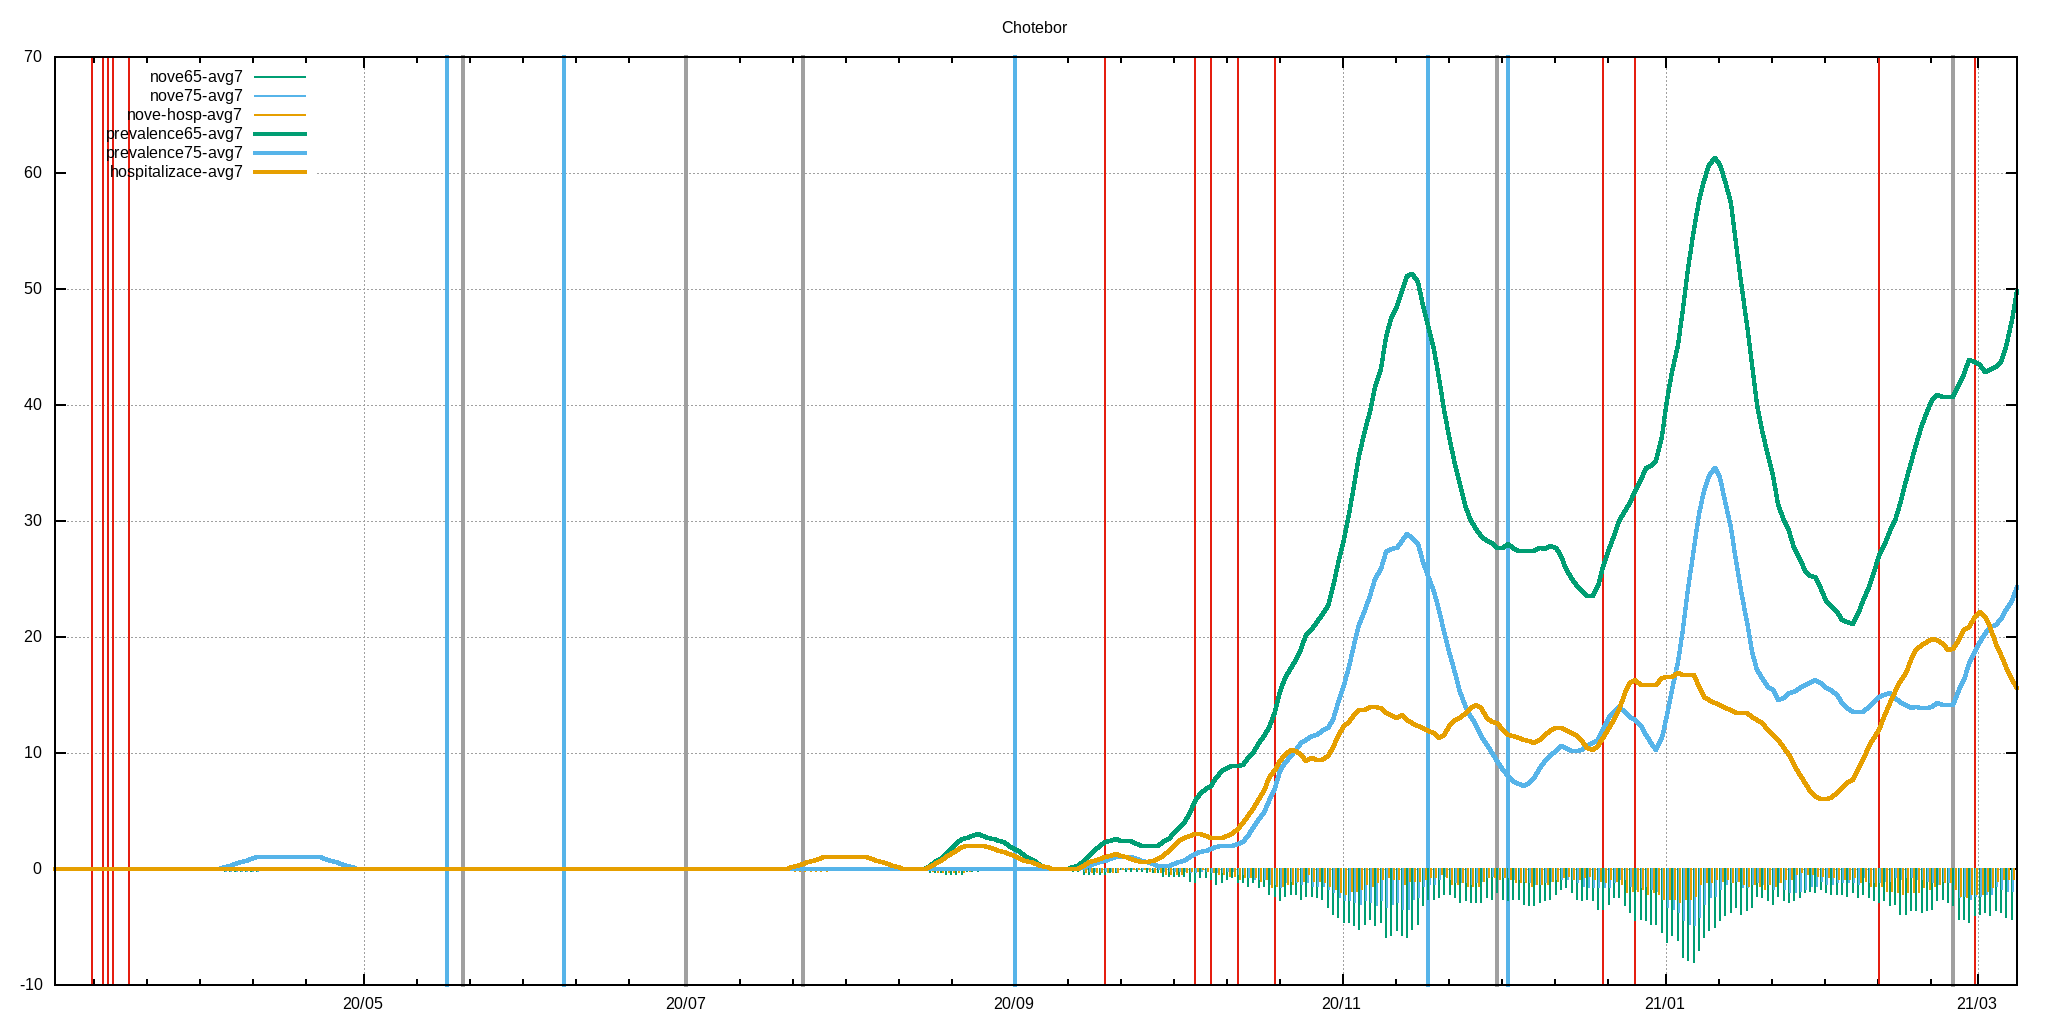 Chotebor
70
60
50
40
30
20
10
0
-10
nove65-avg7
nove75-avg7
nove-hosp-avg7
prevalence65-avg7
prevalence75-avg7
hospitalizace-avg7
20/05 20/07 20/09 20/11 21/01 21/03